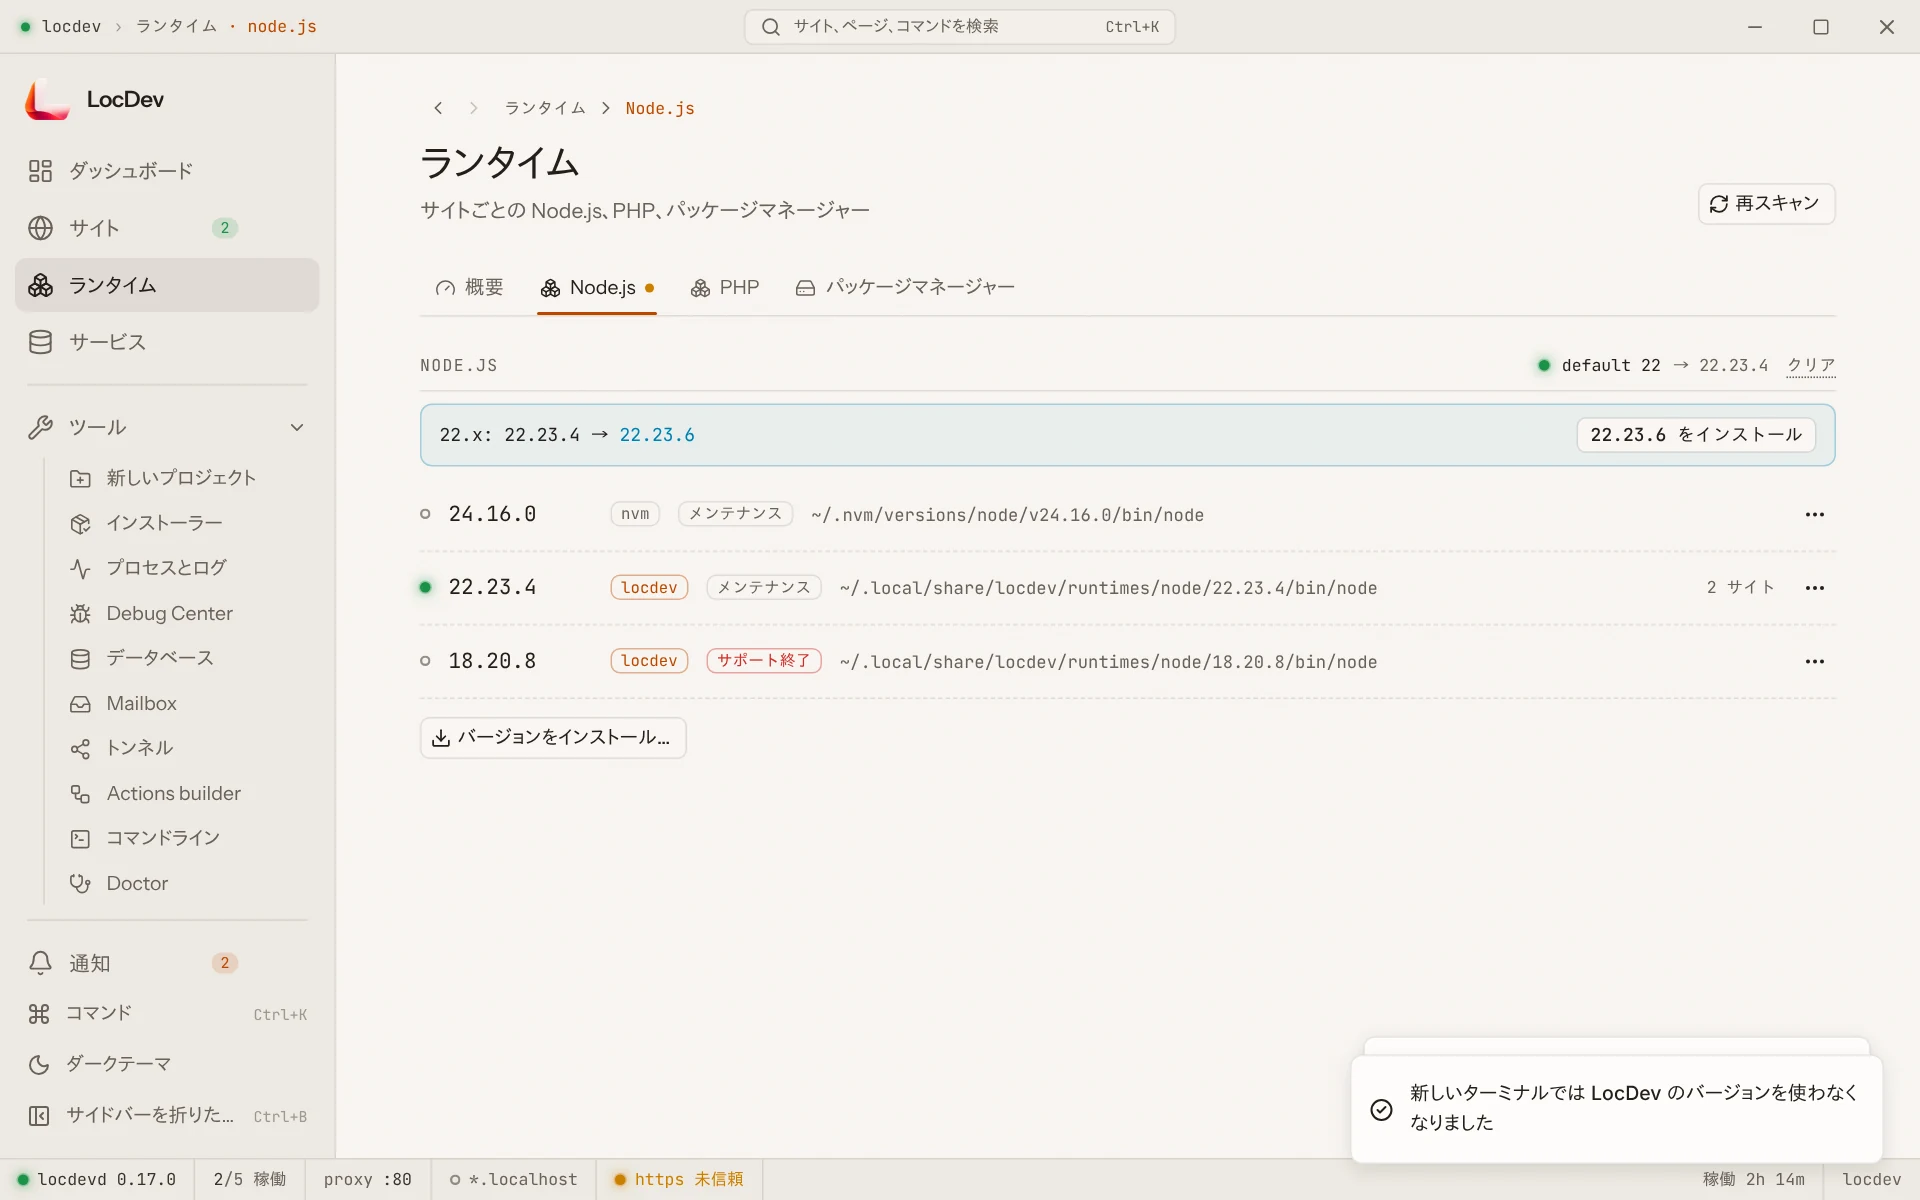 locdev › ランタイム · node.js
サイト、ページ、コマンドを検索 Ctrl+K
LocDev
ダッシュボード
サイト 2
ランタイム
サービス
ツール
新しいプロジェクト
インストーラー
プロセスとログ
Debug Center
データベース
Mailbox
トンネル
Actions builder
コマンドライン
Doctor
通知 2
コマンド Ctrl+K
ダークテーマ
サイドバーを折りた… Ctrl+B
ランタイム > Node.js
ランタイム
サイトごとの Node.js、PHP、パッケージマネージャー
再スキャン
概要 Node.js PHP パッケージマネージャー
NODE.JS default 22 → 22.23.4 クリア
22.x: 22.23.4 → 22.23.6 22.23.6 をインストール
24.16.0 nvm メンテナンス ~/.nvm/versions/node/v24.16.0/bin/node
22.23.4 locdev メンテナンス ~/.local/share/locdev/runtimes/node/22.23.4/bin/node 2 サイト
18.20.8 locdev サポート終了 ~/.local/share/locdev/runtimes/node/18.20.8/bin/node
バージョンをインストール…
新しいターミナルでは LocDev のバージョンを使わなく
なりました
locdevd 0.17.0 2/5 稼働 proxy :80 *.localhost https 未信頼 稼働 2h 14m locdev